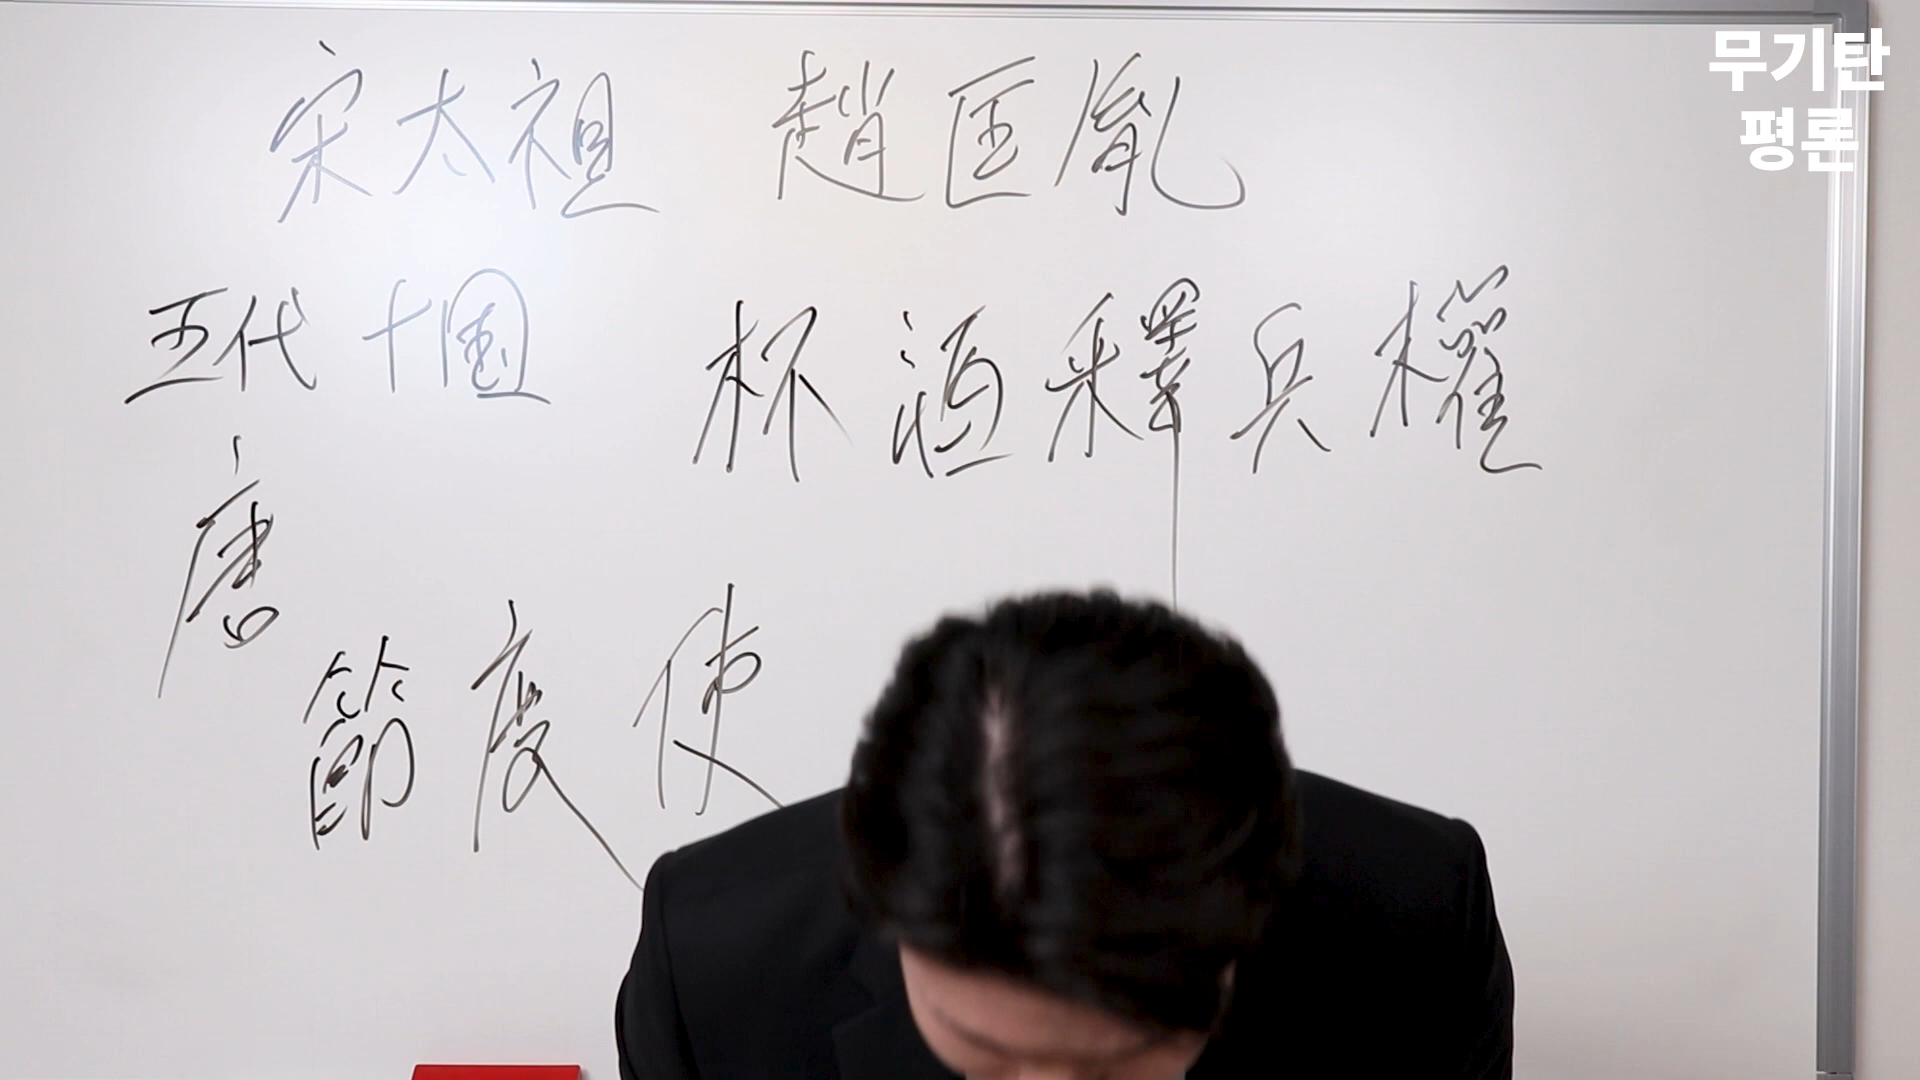 宋太祖 趙匡胤
무기탄
평론
五代十国
杯酒釋兵權
唐
節度使